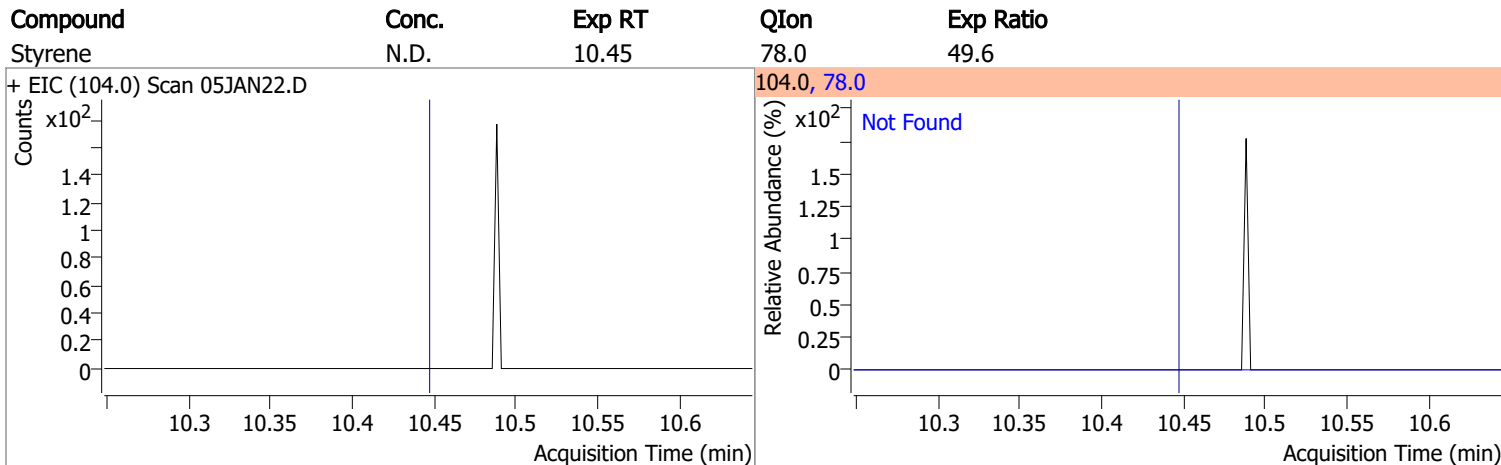 Compound Conc. Exp RT QIon Exp Ratio
Styrene N.D. 10.45 78.0 49.6
+ EIC (104.0) Scan 05JAN22.D
Counts
x10²
1.4
1.2
1
0.8
0.6
0.4
0.2
0
10.3 10.35 10.4 10.45 10.5 10.55 10.6
Acquisition Time (min)
104.0, 78.0
Relative Abundance (%)
x10²
Not Found
1.5
1.25
1
0.75
0.5
0.25
0
10.3 10.35 10.4 10.45 10.5 10.55 10.6
Acquisition Time (min)